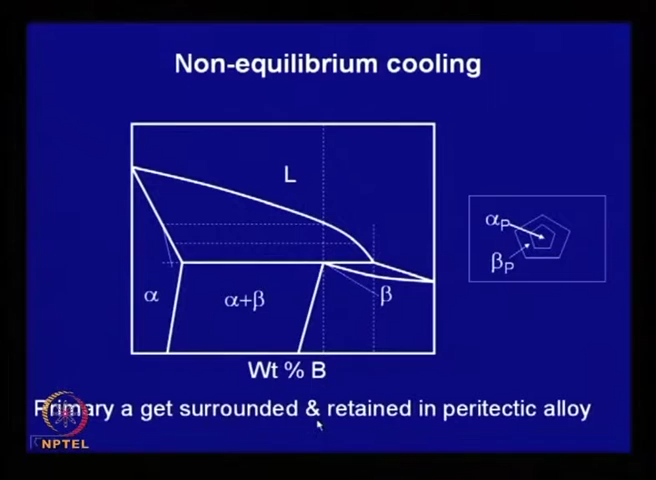 Non-equilibrium cooling
L
α
α+β
β
αP
βP
Wt % B
Primary a get surrounded & retained in peritectic alloy
NPTEL